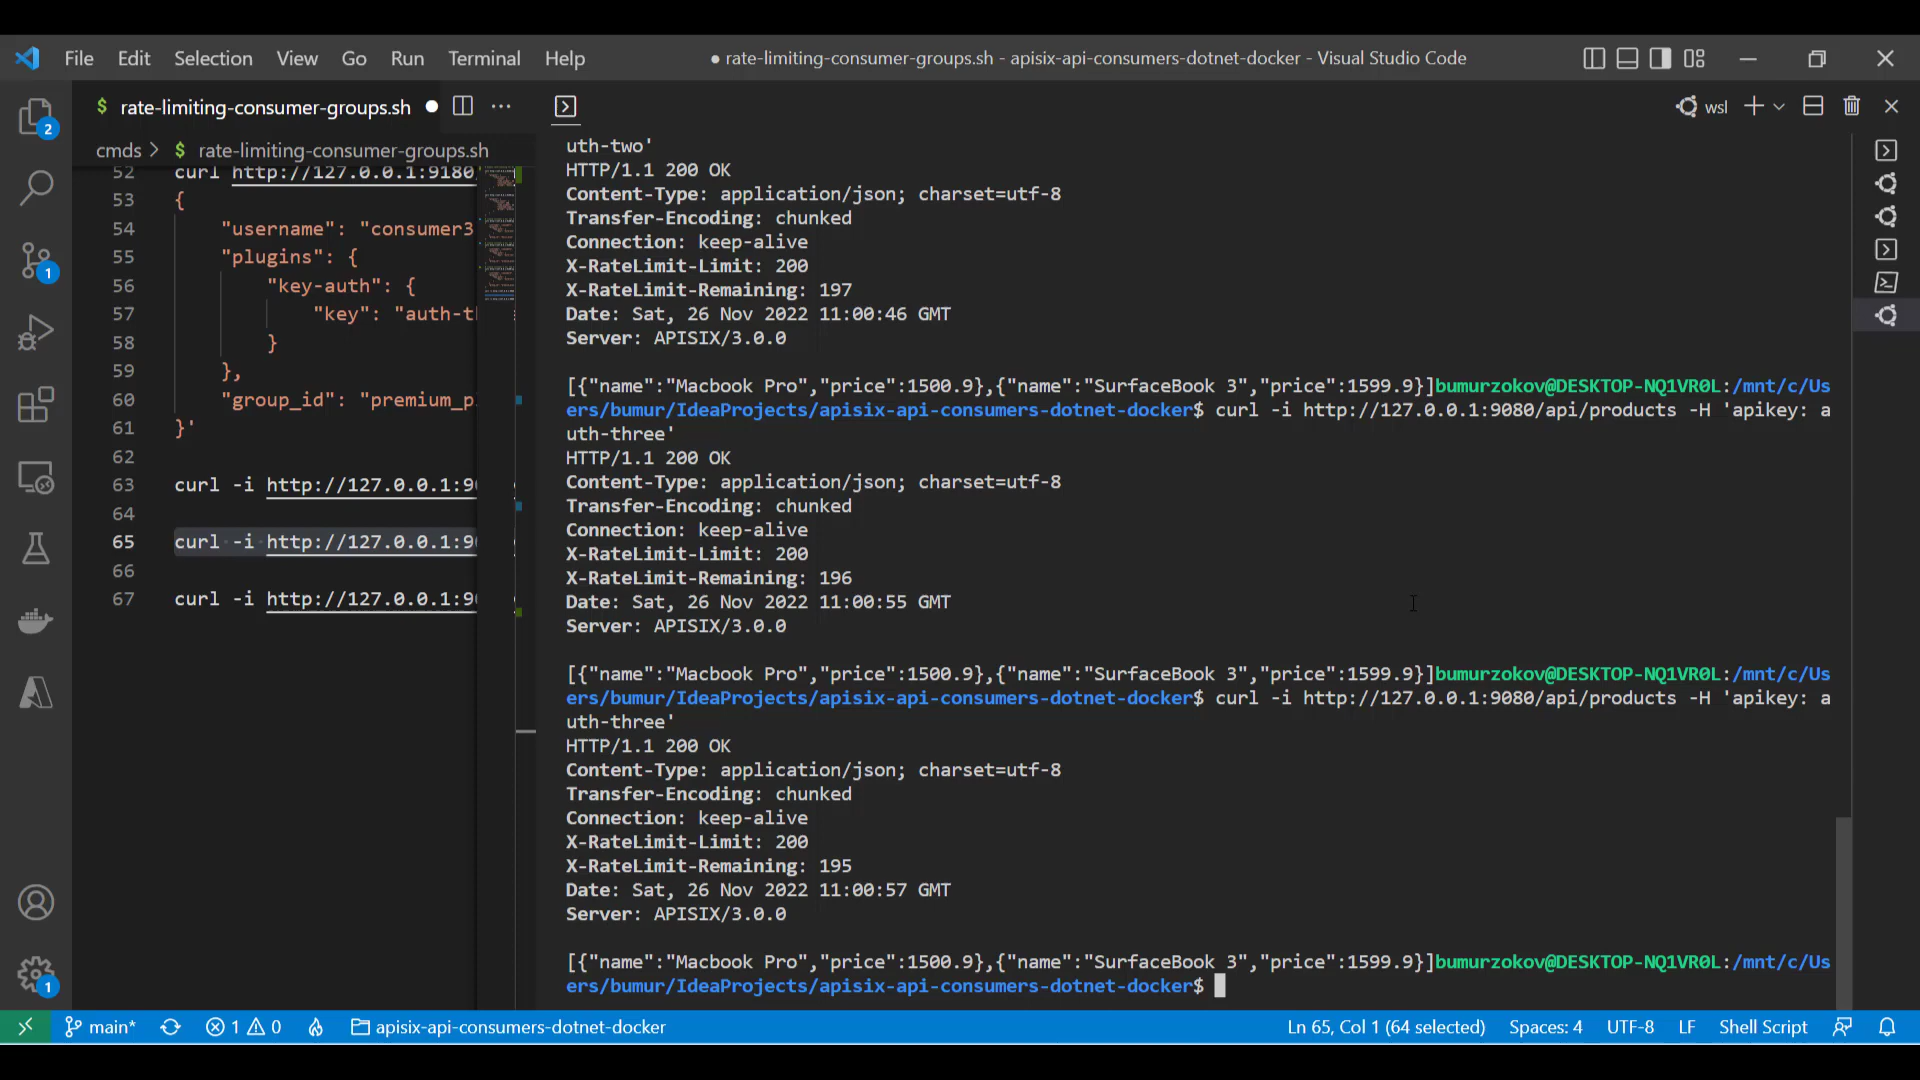 File Edit Selection View Go Run Terminal Help
● rate-limiting-consumer-groups.sh - apisix-api-consumers-dotnet-docker - Visual Studio Code
$ rate-limiting-consumer-groups.sh
cmds > $ rate-limiting-consumer-groups.sh
52 curl http://127.0.0.1:9180
53 {
54 "username": "consumer3
55 "plugins": {
56 "key-auth": {
57 "key": "auth-t
58 }
59 },
60 "group_id": "premium_p
61 }'
62
63 curl -i http://127.0.0.1:9
64
65 curl -i http://127.0.0.1:9
66
67 curl -i http://127.0.0.1:9
wsl
uth-two'
HTTP/1.1 200 OK
Content-Type: application/json; charset=utf-8
Transfer-Encoding: chunked
Connection: keep-alive
X-RateLimit-Limit: 200
X-RateLimit-Remaining: 197
Date: Sat, 26 Nov 2022 11:00:46 GMT
Server: APISIX/3.0.0
[{"name":"Macbook Pro","price":1500.9},{"name":"SurfaceBook 3","price":1599.9}]bumurzokov@DESKTOP-NQ1VR0L:/mnt/c/Us
ers/bumur/IdeaProjects/apisix-api-consumers-dotnet-docker$ curl -i http://127.0.0.1:9080/api/products -H 'apikey: a
uth-three'
HTTP/1.1 200 OK
Content-Type: application/json; charset=utf-8
Transfer-Encoding: chunked
Connection: keep-alive
X-RateLimit-Limit: 200
X-RateLimit-Remaining: 196
Date: Sat, 26 Nov 2022 11:00:55 GMT
Server: APISIX/3.0.0
[{"name":"Macbook Pro","price":1500.9},{"name":"SurfaceBook 3","price":1599.9}]bumurzokov@DESKTOP-NQ1VR0L:/mnt/c/Us
ers/bumur/IdeaProjects/apisix-api-consumers-dotnet-docker$ curl -i http://127.0.0.1:9080/api/products -H 'apikey: a
uth-three'
HTTP/1.1 200 OK
Content-Type: application/json; charset=utf-8
Transfer-Encoding: chunked
Connection: keep-alive
X-RateLimit-Limit: 200
X-RateLimit-Remaining: 195
Date: Sat, 26 Nov 2022 11:00:57 GMT
Server: APISIX/3.0.0
[{"name":"Macbook Pro","price":1500.9},{"name":"SurfaceBook 3","price":1599.9}]bumurzokov@DESKTOP-NQ1VR0L:/mnt/c/Us
ers/bumur/IdeaProjects/apisix-api-consumers-dotnet-docker$
2
1
1
main* 1 0 apisix-api-consumers-dotnet-docker Ln 65, Col 1 (64 selected) Spaces: 4 UTF-8 LF Shell Script